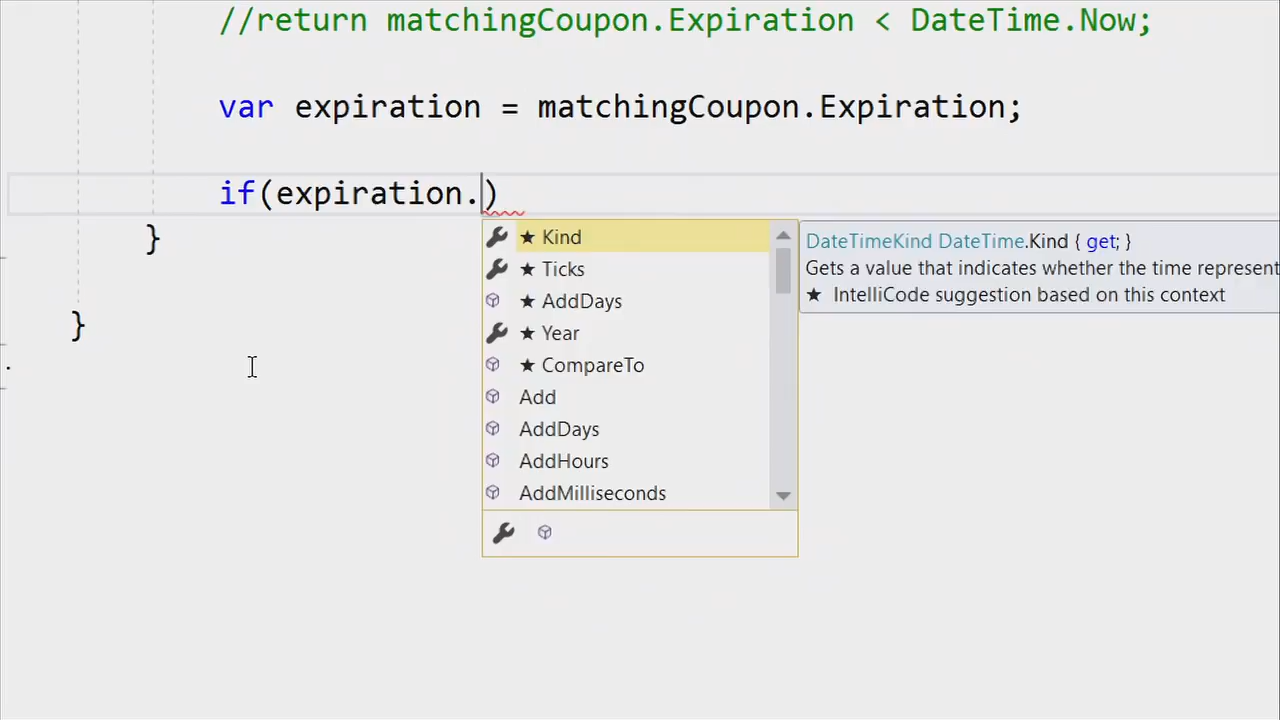 //return matchingCoupon.Expiration < DateTime.Now;
var expiration = matchingCoupon.Expiration;
if(expiration.)
}
}
★ Kind
★ Ticks
★ AddDays
★ Year
★ CompareTo
Add
AddDays
AddHours
AddMilliseconds
DateTimeKind DateTime.Kind { get; }
Gets a value that indicates whether the time represent
★ IntelliCode suggestion based on this context